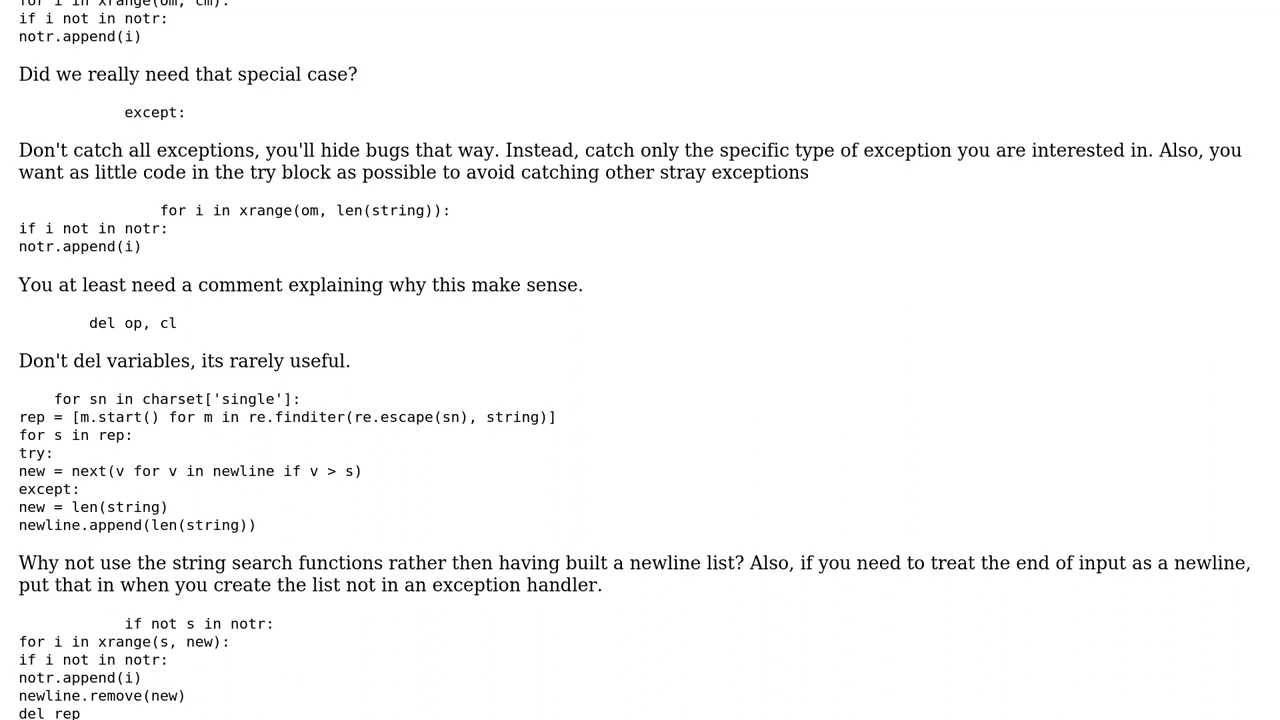 for i in xrange(om, cm):
if i not in notr:
notr.append(i)
Did we really need that special case?
except:
Don't catch all exceptions, you'll hide bugs that way. Instead, catch only the specific type of exception you are interested in. Also, you
want as little code in the try block as possible to avoid catching other stray exceptions
for i in xrange(om, len(string)):
if i not in notr:
notr.append(i)
You at least need a comment explaining why this make sense.
del op, cl
Don't del variables, its rarely useful.
for sn in charset['single']:
rep = [m.start() for m in re.finditer(re.escape(sn), string)]
for s in rep:
try:
new = next(v for v in newline if v > s)
except:
new = len(string)
newline.append(len(string))
Why not use the string search functions rather then having built a newline list? Also, if you need to treat the end of input as a newline,
put that in when you create the list not in an exception handler.
if not s in notr:
for i in xrange(s, new):
if i not in notr:
notr.append(i)
newline.remove(new)
del rep